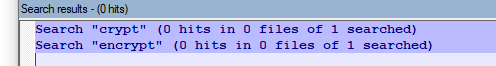 Search results - (0 hits)
Search "crypt" (0 hits in 0 files of 1 searched)
Search "encrypt" (0 hits in 0 files of 1 searched)